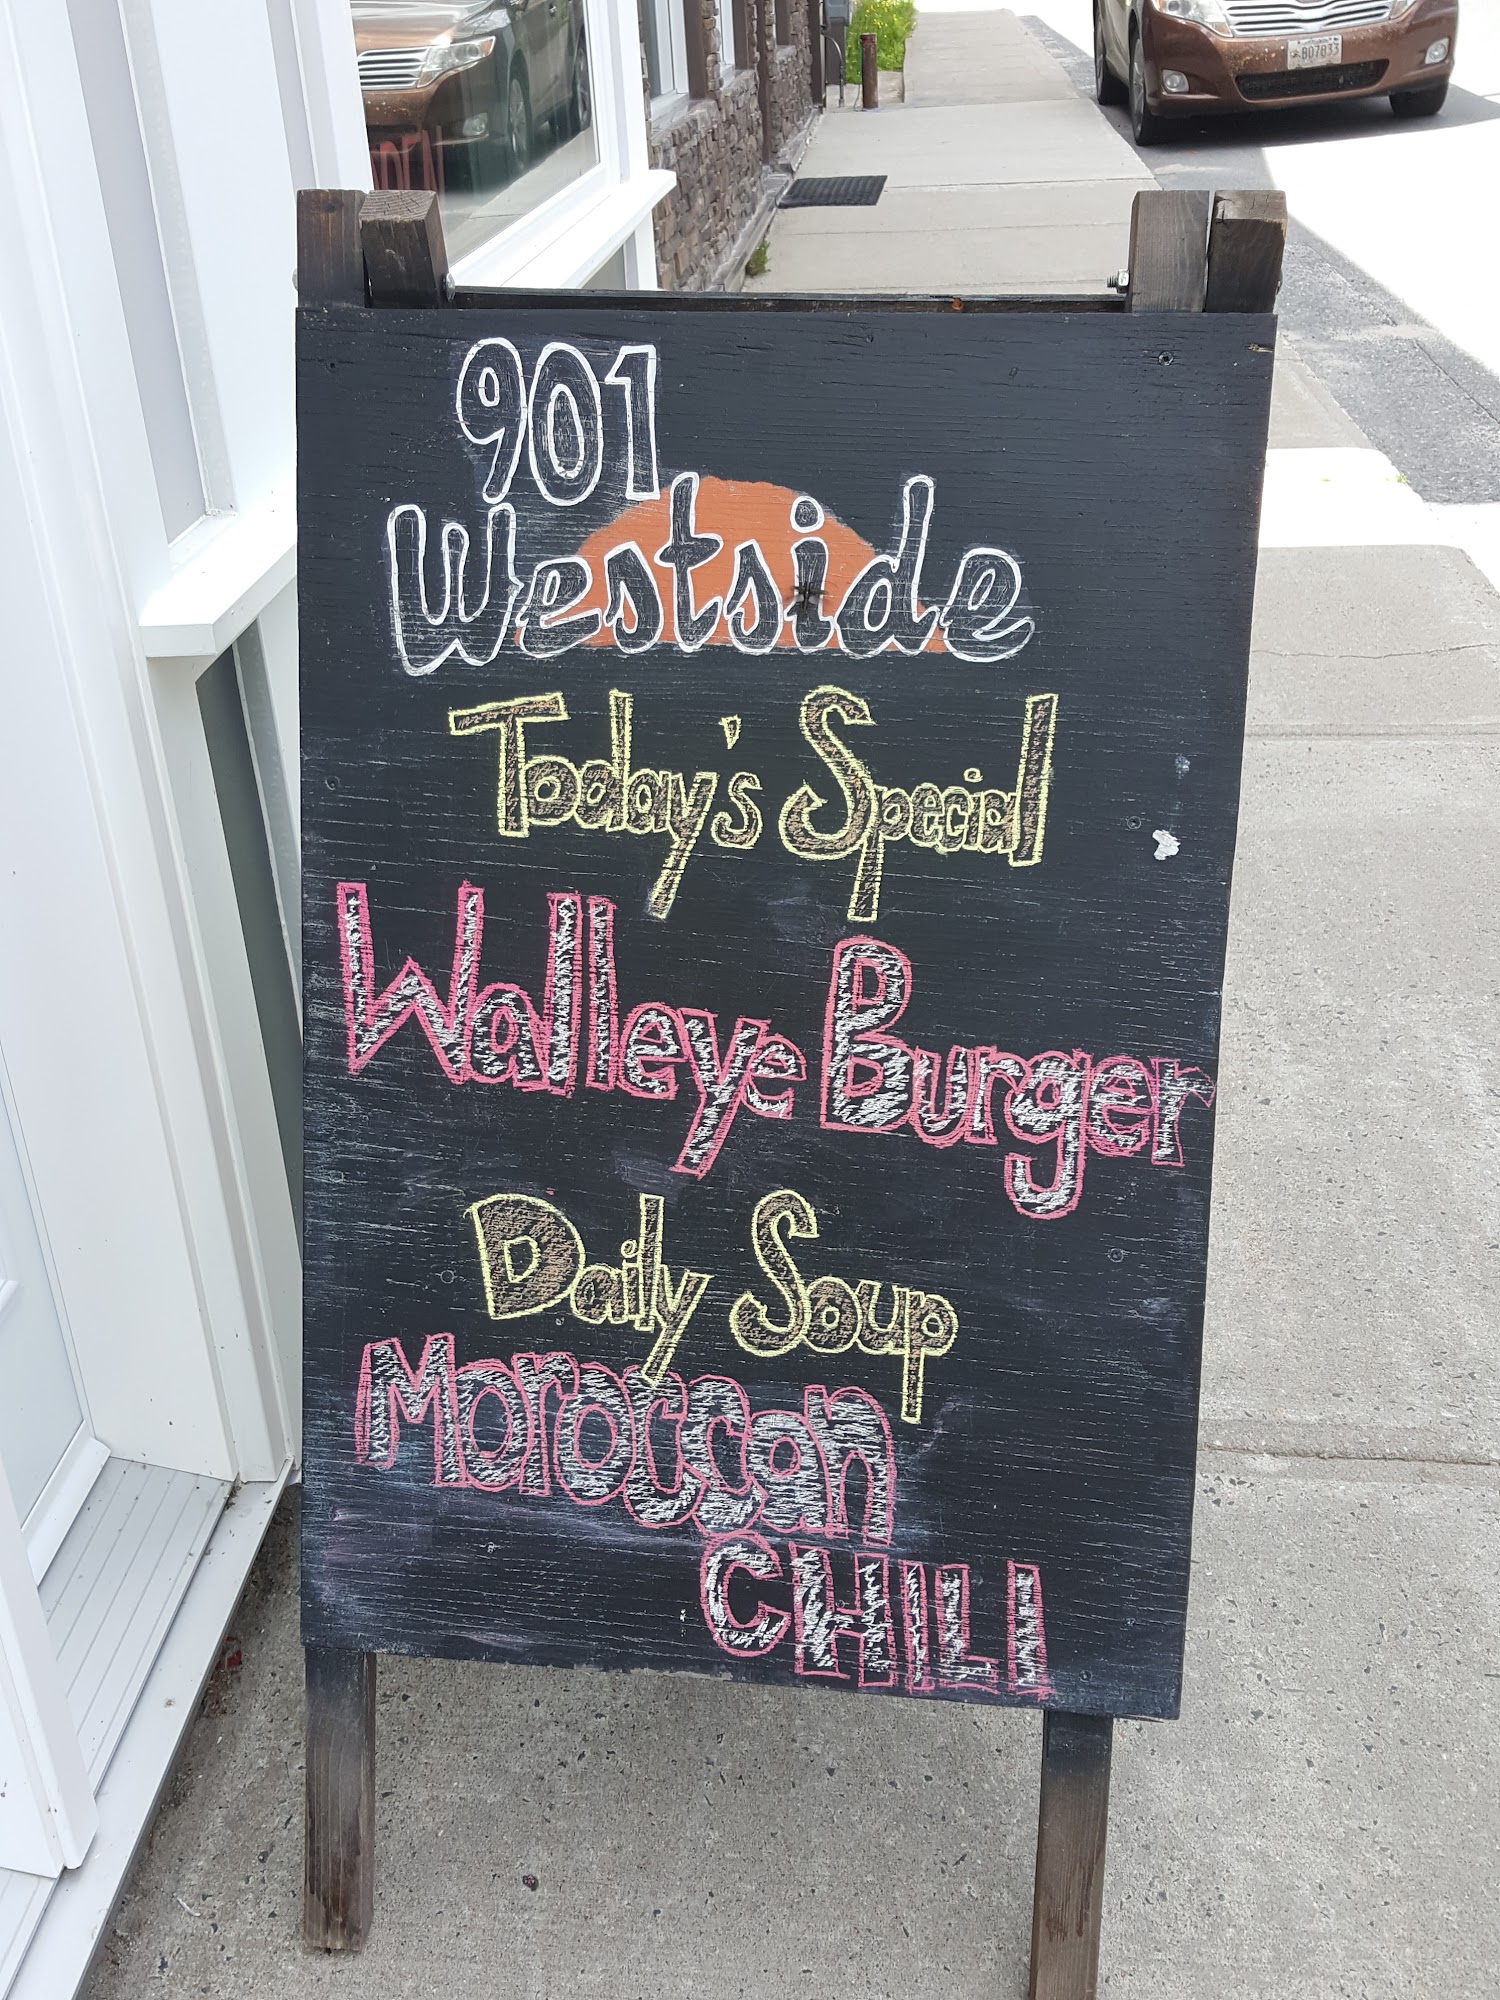 901
Westside
Today's Special
Walleye Burger
Daily Soup
Moroccan
CHILI